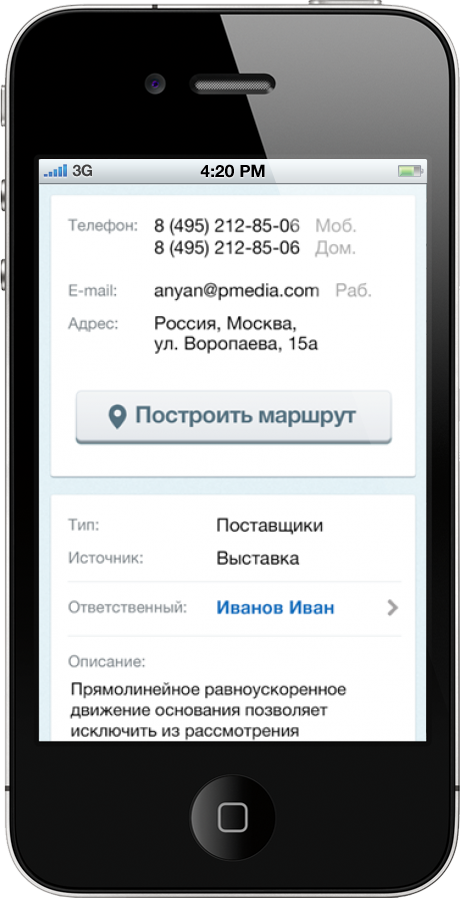 3G 4:20 PM
Телефон: 8 (495) 212-85-06 Моб.
8 (495) 212-85-06 Дом.
E-mail: anyan@pmedia.com Раб.
Адрес: Россия, Москва,
ул. Воропаева, 15а
Построить маршрут
Тип: Поставщики
Источник: Выставка
Ответственный: Иванов Иван
Описание:
Прямолинейное равноускоренное
движение основания позволяет
исключить из рассмотрения